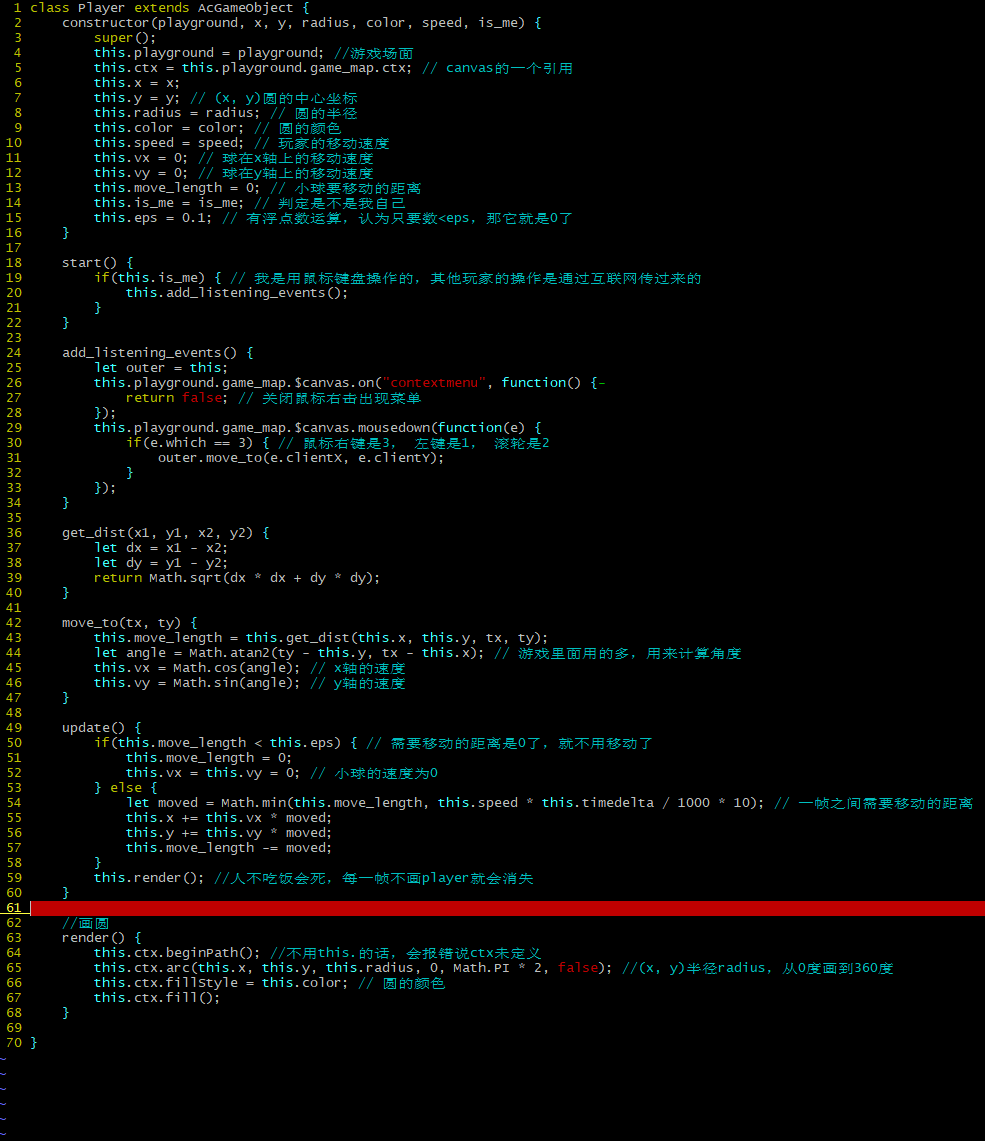 1 class Player extends AcGameObject {
2     constructor(playground, x, y, radius, color, speed, is_me) {
3         super();
4         this.playground = playground; //游戏场面
5         this.ctx = this.playground.game_map.ctx; // canvas的一个引用
6         this.x = x;
7         this.y = y; // (x, y)圆的中心坐标
8         this.radius = radius; // 圆的半径
9         this.color = color; // 圆的颜色
10         this.speed = speed; // 玩家的移动速度
11         this.vx = 0; // 球在x轴上的移动速度
12         this.vy = 0; // 球在y轴上的移动速度
13         this.move_length = 0; // 小球要移动的距离
14         this.is_me = is_me; // 判定是不是我自己
15         this.eps = 0.1; // 有浮点数运算，认为只要数<eps，那它就是0了
16     }
17
18     start() {
19         if(this.is_me) { // 我是用鼠标键盘操作的，其他玩家的操作是通过互联网传过来的
20             this.add_listening_events();
21         }
22     }
23
24     add_listening_events() {
25         let outer = this;
26         this.playground.game_map.$canvas.on("contextmenu", function() {-
27             return false; // 关闭鼠标右击出现菜单
28         });
29         this.playground.game_map.$canvas.mousedown(function(e) {
30             if(e.which == 3) { // 鼠标右键是3， 左键是1， 滚轮是2
31                 outer.move_to(e.clientX, e.clientY);
32             }
33         });
34     }
35
36     get_dist(x1, y1, x2, y2) {
37         let dx = x1 - x2;
38         let dy = y1 - y2;
39         return Math.sqrt(dx * dx + dy * dy);
40     }
41
42     move_to(tx, ty) {
43         this.move_length = this.get_dist(this.x, this.y, tx, ty);
44         let angle = Math.atan2(ty - this.y, tx - this.x); // 游戏里面用的多，用来计算角度
45         this.vx = Math.cos(angle); // x轴的速度
46         this.vy = Math.sin(angle); // y轴的速度
47     }
48
49     update() {
50         if(this.move_length < this.eps) { // 需要移动的距离是0了，就不用移动了
51             this.move_length = 0;
52             this.vx = this.vy = 0; // 小球的速度为0
53         } else {
54             let moved = Math.min(this.move_length, this.speed * this.timedelta / 1000 * 10); // 一帧之间需要移动的距离
55             this.x += this.vx * moved;
56             this.y += this.vy * moved;
57             this.move_length -= moved;
58         }
59         this.render(); //人不吃饭会死，每一帧不画player就会消失
60     }
61
62     //画圆
63     render() {
64         this.ctx.beginPath(); //不用this.的话，会报错说ctx未定义
65         this.ctx.arc(this.x, this.y, this.radius, 0, Math.PI * 2, false); //(x, y)半径radius，从0度画到360度
66         this.ctx.fillStyle = this.color; // 圆的颜色
67         this.ctx.fill();
68     }
69
70 }
~
~
~
~
~
~